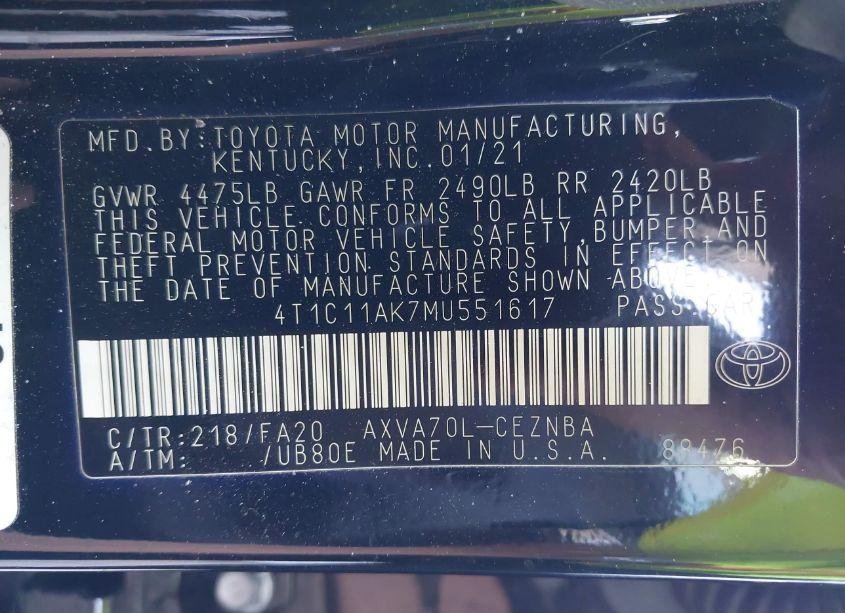 MFD.BY:TOYOTA MOTOR MANUFACTURING,
KENTUCKY,INC.01/21
GVWR 4475LB GAWR FR 2490LB RR 2420LB
THIS VEHICLE CONFORMS TO ALL APPLICABLE
FEDERAL MOTOR VEHICLE SAFETY,BUMPER AND
THEFT PREVENTION STANDARDS IN EFFECT ON
THE DATE OF MANUFACTURE SHOWN ABOVE.
4T1C11AK7MU551617 PASS.CAR
C/TR:218/FA20 AXVA70L-CEZNBA
A/TM: /UB80E MADE IN U.S.A.